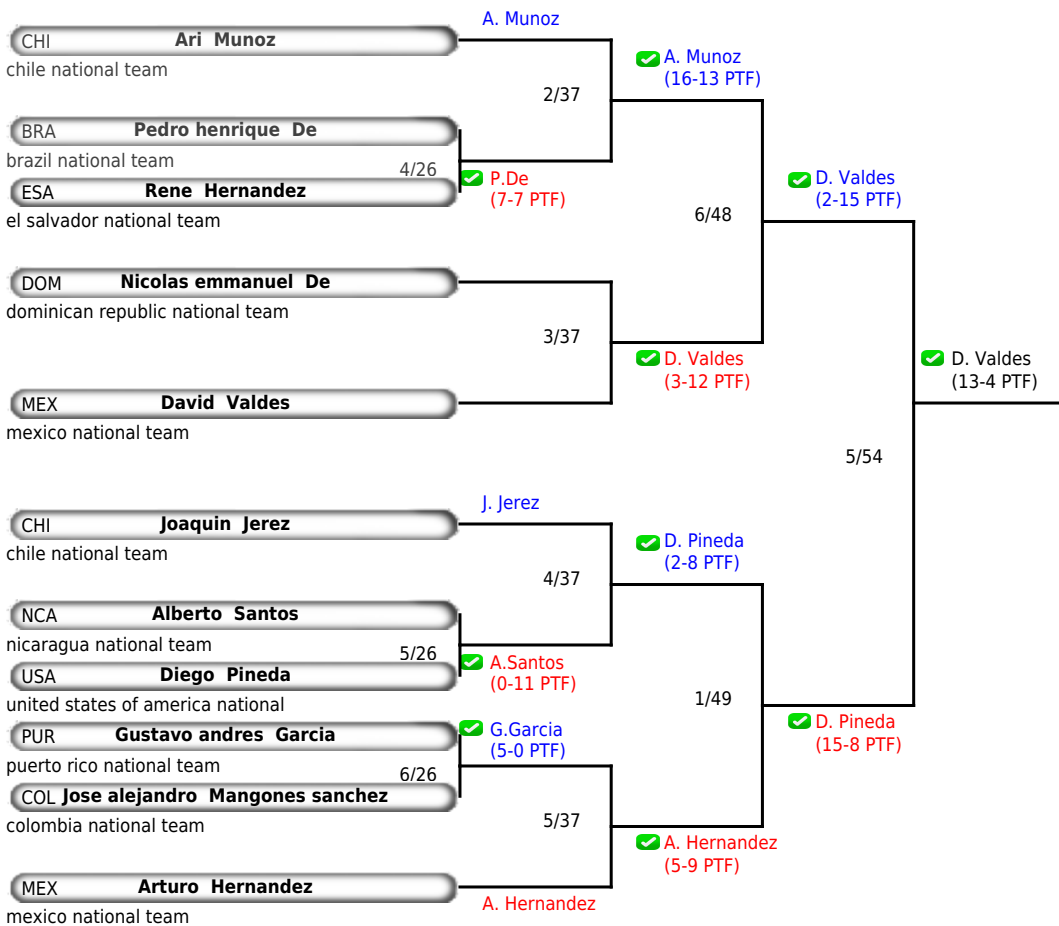 A. Munoz
CHI Ari Munoz
chile national team
A. Munoz
(16-13 PTF)
2/37
BRA Pedro henrique De
brazil national team
4/26
P.De
(7-7 PTF)
ESA Rene Hernandez
el salvador national team
D. Valdes
(2-15 PTF)
6/48
DOM Nicolas emmanuel De
dominican republic national team
3/37
D. Valdes
(3-12 PTF)
D. Valdes
(13-4 PTF)
MEX David Valdes
mexico national team
5/54
J. Jerez
CHI Joaquin Jerez
chile national team
D. Pineda
(2-8 PTF)
4/37
NCA Alberto Santos
nicaragua national team
5/26
A.Santos
(0-11 PTF)
USA Diego Pineda
united states of america national
1/49
PUR Gustavo andres Garcia
puerto rico national team
G.Garcia
(5-0 PTF)
D. Pineda
(15-8 PTF)
6/26
COL Jose alejandro Mangones sanchez
colombia national team
5/37
A. Hernandez
(5-9 PTF)
MEX Arturo Hernandez
mexico national team
A. Hernandez